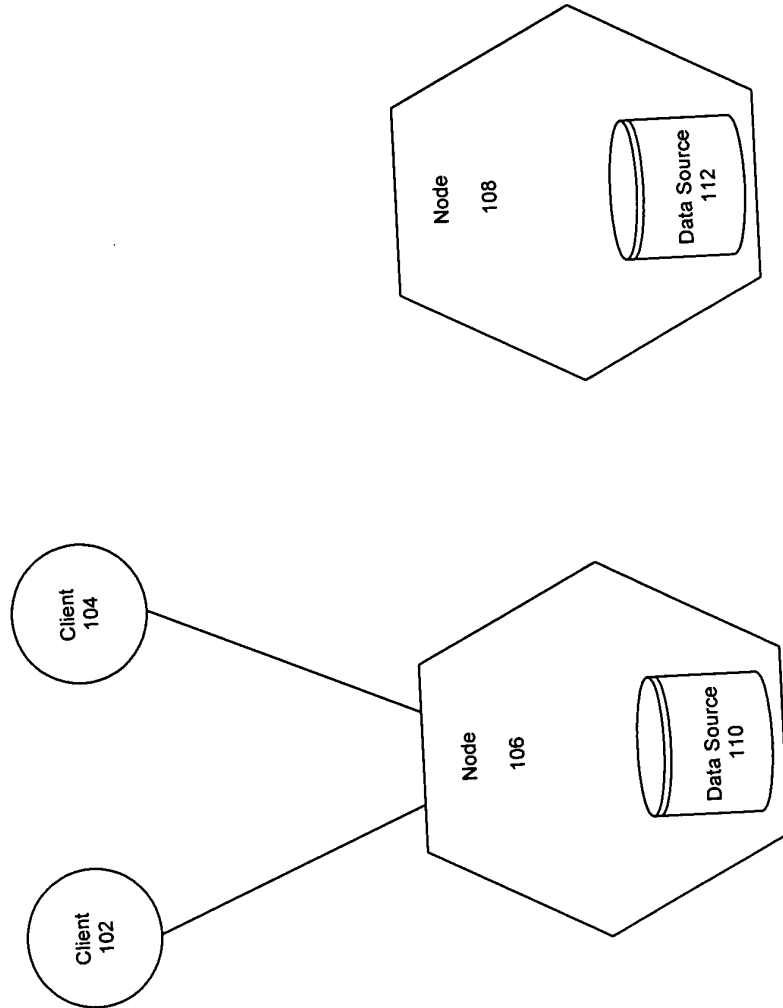 Client
102
Client
104
Node
106
Data Source
110
Node
108
Data Source
112